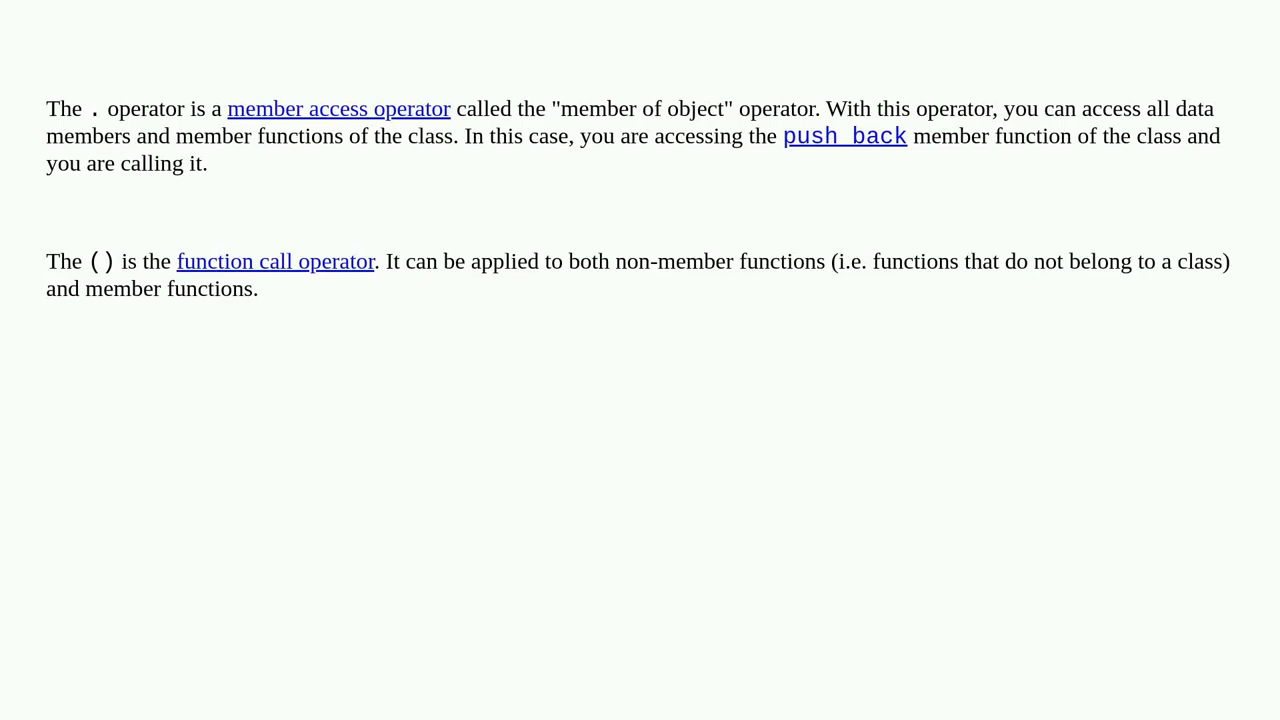 The . operator is a member access operator called the "member of object" operator. With this operator, you can access all data
members and member functions of the class. In this case, you are accessing the push_back member function of the class and
you are calling it.
The () is the function call operator. It can be applied to both non-member functions (i.e. functions that do not belong to a class)
and member functions.